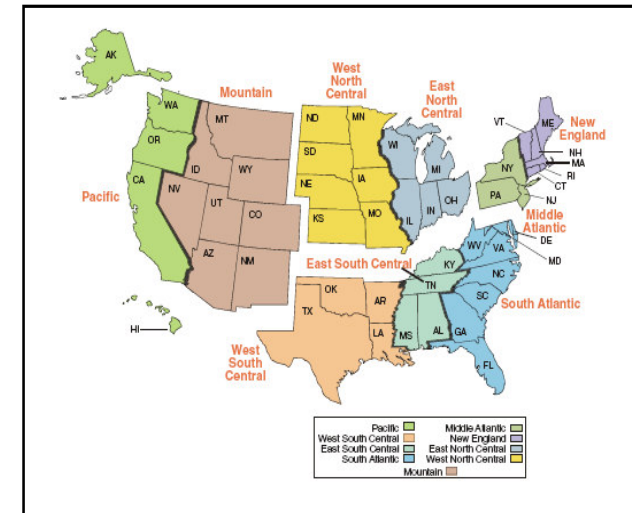 AK
West
North
Central
Mountain
East
North
Central
WA
MT
ND
MN
VT
ME
New
England
OR
ID
SD
WI
NY
NH
MA
WY
MI
RI
CT
CA
NV
NE
IA
PA
NJ
Pacific
UT
CO
KS
MO
IL
IN
OH
Middle
Atlantic
WV
VA
DE
MD
East South Central
KY
AZ
NM
OK
AR
TN
NC
SC
South Atlantic
TX
HI
LA
MS
AL
GA
West
South
Central
FL
Pacific
Middle Atlantic
West South Central
New England
East South Central
East North Central
South Atlantic
West North Central
Mountain